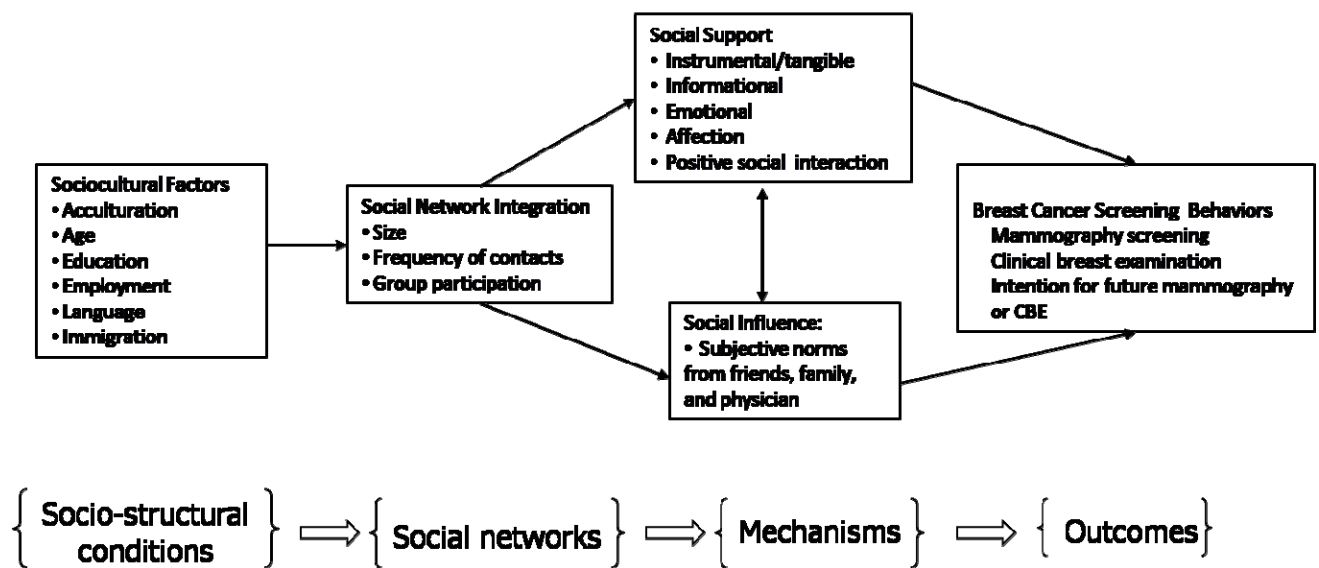 Sociocultural Factors
• Acculturation
• Age
• Education
• Employment
• Language
• Immigration
Social Network Integration
• Size
• Frequency of contacts
• Group participation
Social Support
• Instrumental/tangible
• Informational
• Emotional
• Affection
• Positive social interaction
Social Influence:
• Subjective norms
from friends, family,
and physician
Breast Cancer Screening Behaviors
Mammography screening
Clinical breast examination
Intention for future mammography
or CBE
{ Socio-structural
conditions }
{ Social networks }
{ Mechanisms }
{ Outcomes }